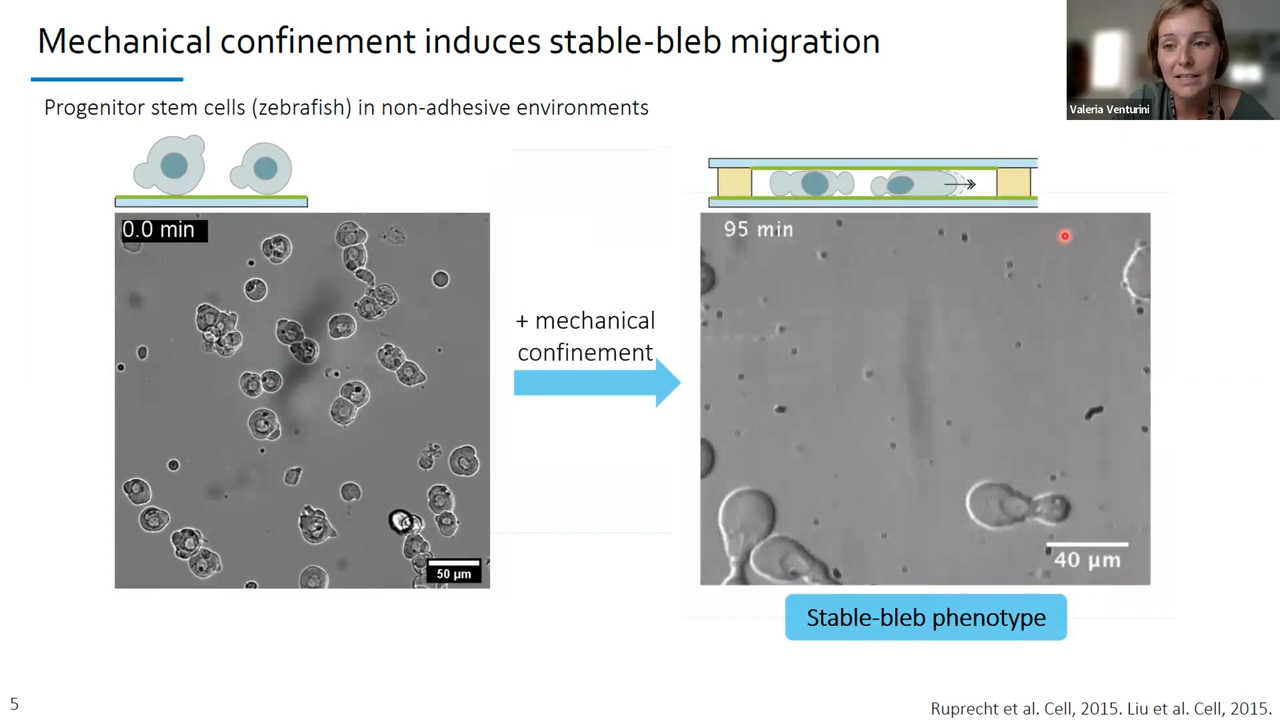 Mechanical confinement induces stable-bleb migration
Valeria Venturini
Progenitor stem cells (zebrafish) in non-adhesive environments
0.0 min
95 min
+ mechanical
confinement
50 µm
40 µm
Stable-bleb phenotype
5
Ruprecht et al. Cell, 2015. Liu et al. Cell, 2015.